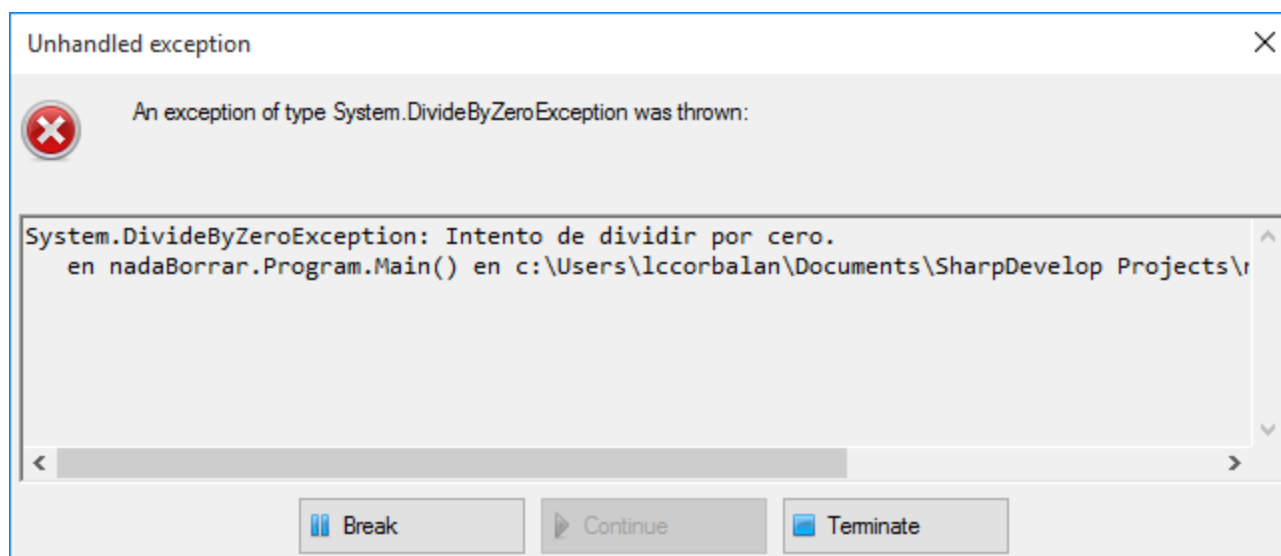 Unhandled exception
An exception of type System.DivideByZeroException was thrown:
System.DivideByZeroException: Intento de dividir por cero.
en nadaBorrar.Program.Main() en c:\Users\lccorbalan\Documents\SharpDevelop Projects\
Break
Continue
Terminate